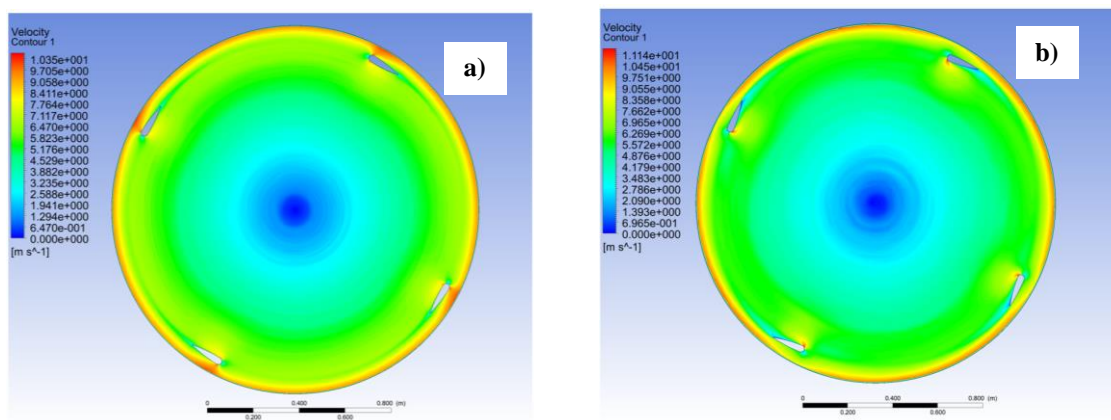 Velocity
Contour 1
1.035e+001
9.705e+000
9.058e+000
8.411e+000
7.764e+000
7.117e+000
6.470e+000
5.823e+000
5.176e+000
4.529e+000
3.882e+000
3.235e+000
2.588e+000
1.941e+000
1.294e+000
6.470e-001
0.000e+000
[m s^-1]
a)
0
0.400
0.800
(m)
0.200
0.600
Velocity
Contour 1
1.114e+001
1.045e+001
9.751e+000
9.055e+000
8.358e+000
7.662e+000
6.965e+000
6.269e+000
5.572e+000
4.876e+000
4.179e+000
3.483e+000
2.786e+000
2.090e+000
1.393e+000
6.965e-001
0.000e+000
[m s^-1]
b)
0
0.400
0.800 (m)
0.200
0.600